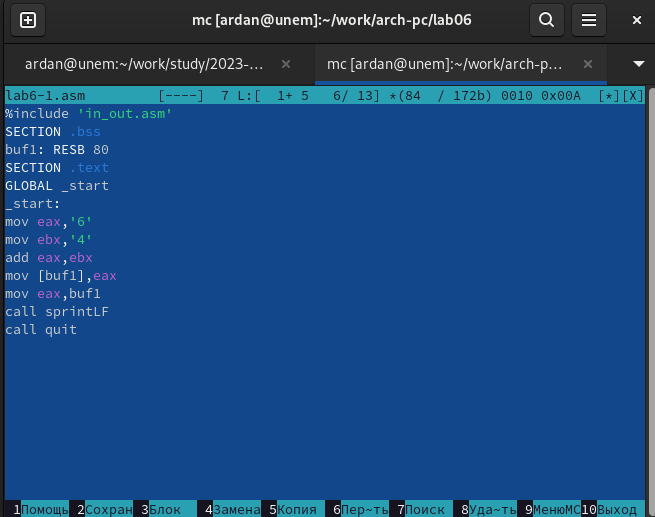 mc [ardan@unem]:~/work/arch-pc/lab06
ardan@unem:~/work/study/2023-...
mc [ardan@unem]:~/work/arch-p...
lab6-1.asm [----] 7 L:[ 1+ 5 6/ 13] *(84 / 172b) 0010 0x00A [*][X]
%include 'in_out.asm'
SECTION .bss
buf1: RESB 80
SECTION .text
GLOBAL _start
_start:
mov eax,'6'
mov ebx,'4'
add eax,ebx
mov [buf1],eax
mov eax,buf1
call sprintLF
call quit
1Помощь 2Сохран 3Блок 4Замена 5Копия 6Пер~ть 7Поиск 8Уда~ть 9МенюMC 10Выход